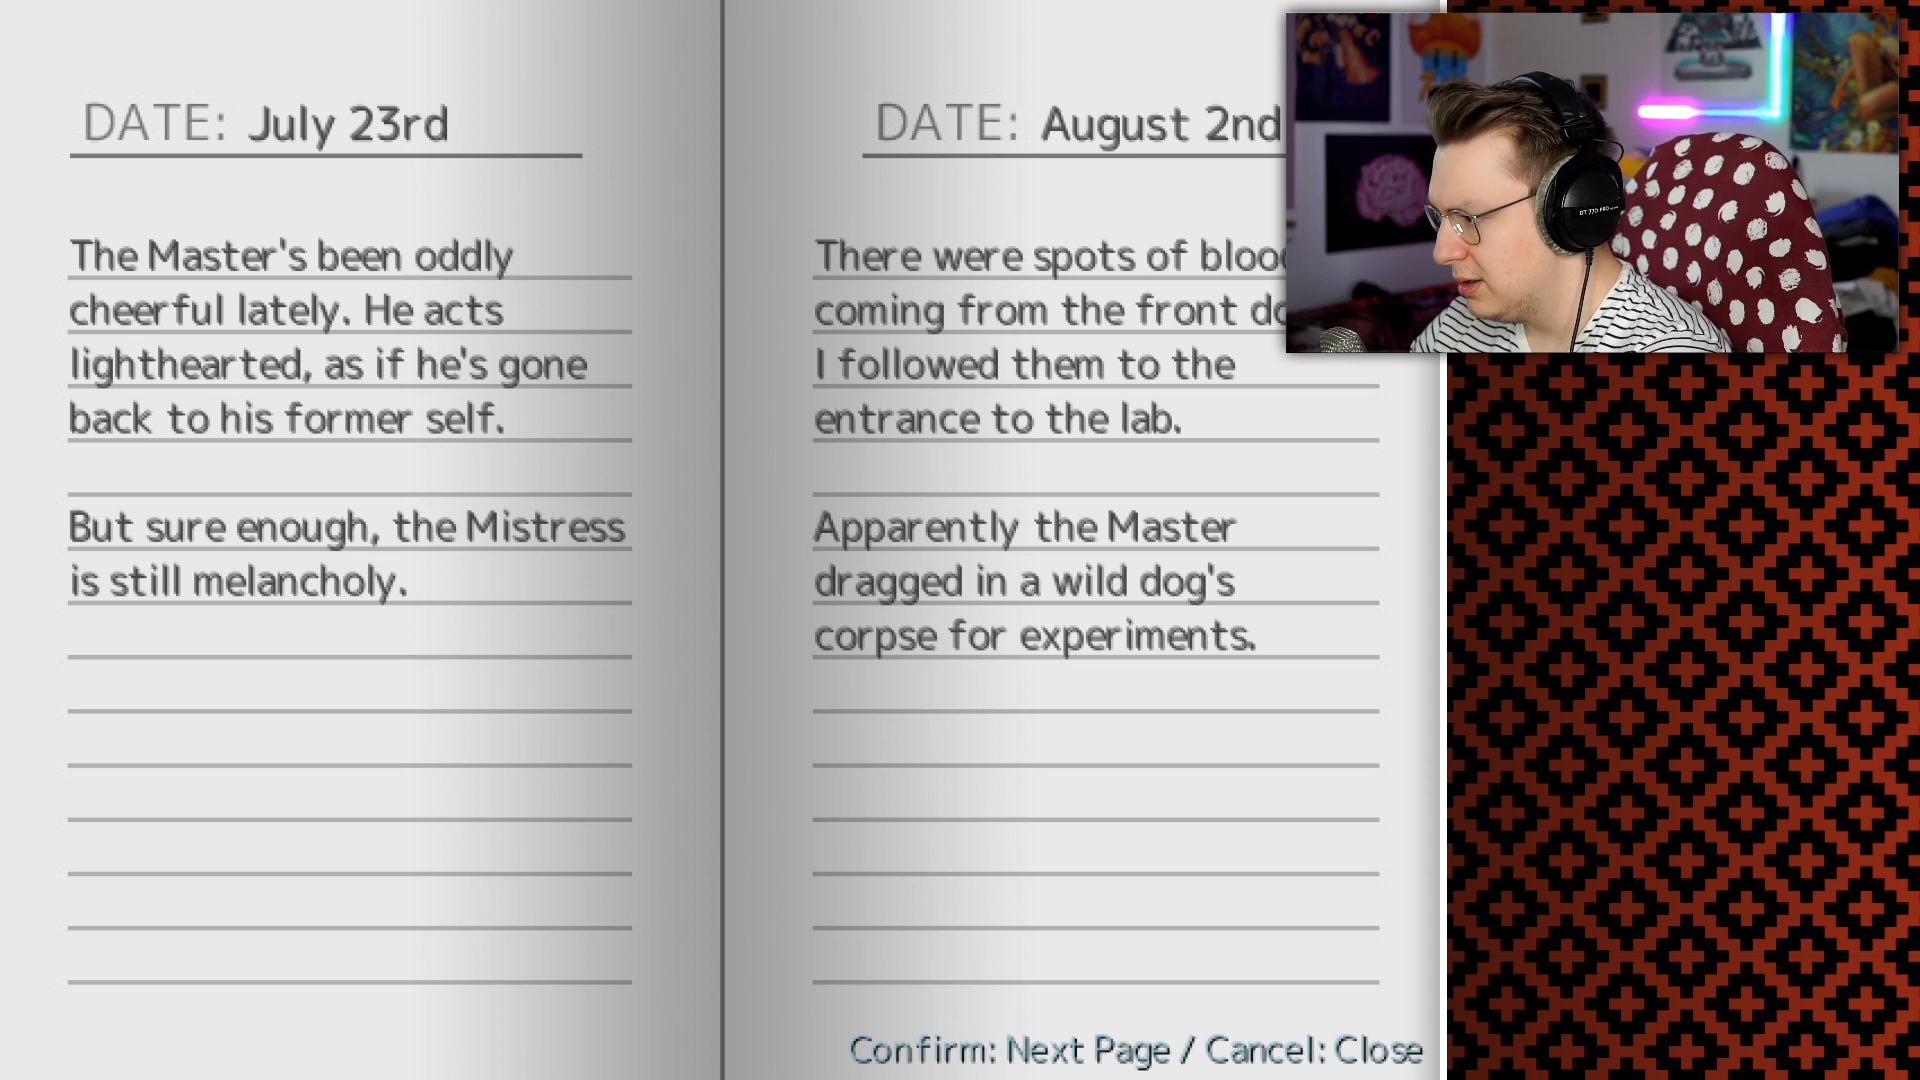 DATE: July 23rd
The Master's been oddly
cheerful lately. He acts
lighthearted, as if he's gone
back to his former self.
But sure enough, the Mistress
is still melancholy.
DATE: August 2nd
There were spots of
coming from the front
I followed them to the
entrance to the lab.
Apparently the Master
dragged in a wild dog's
corpse for experiments.
Confirm: Next Page / Cancel: Close
DT 770 PRO